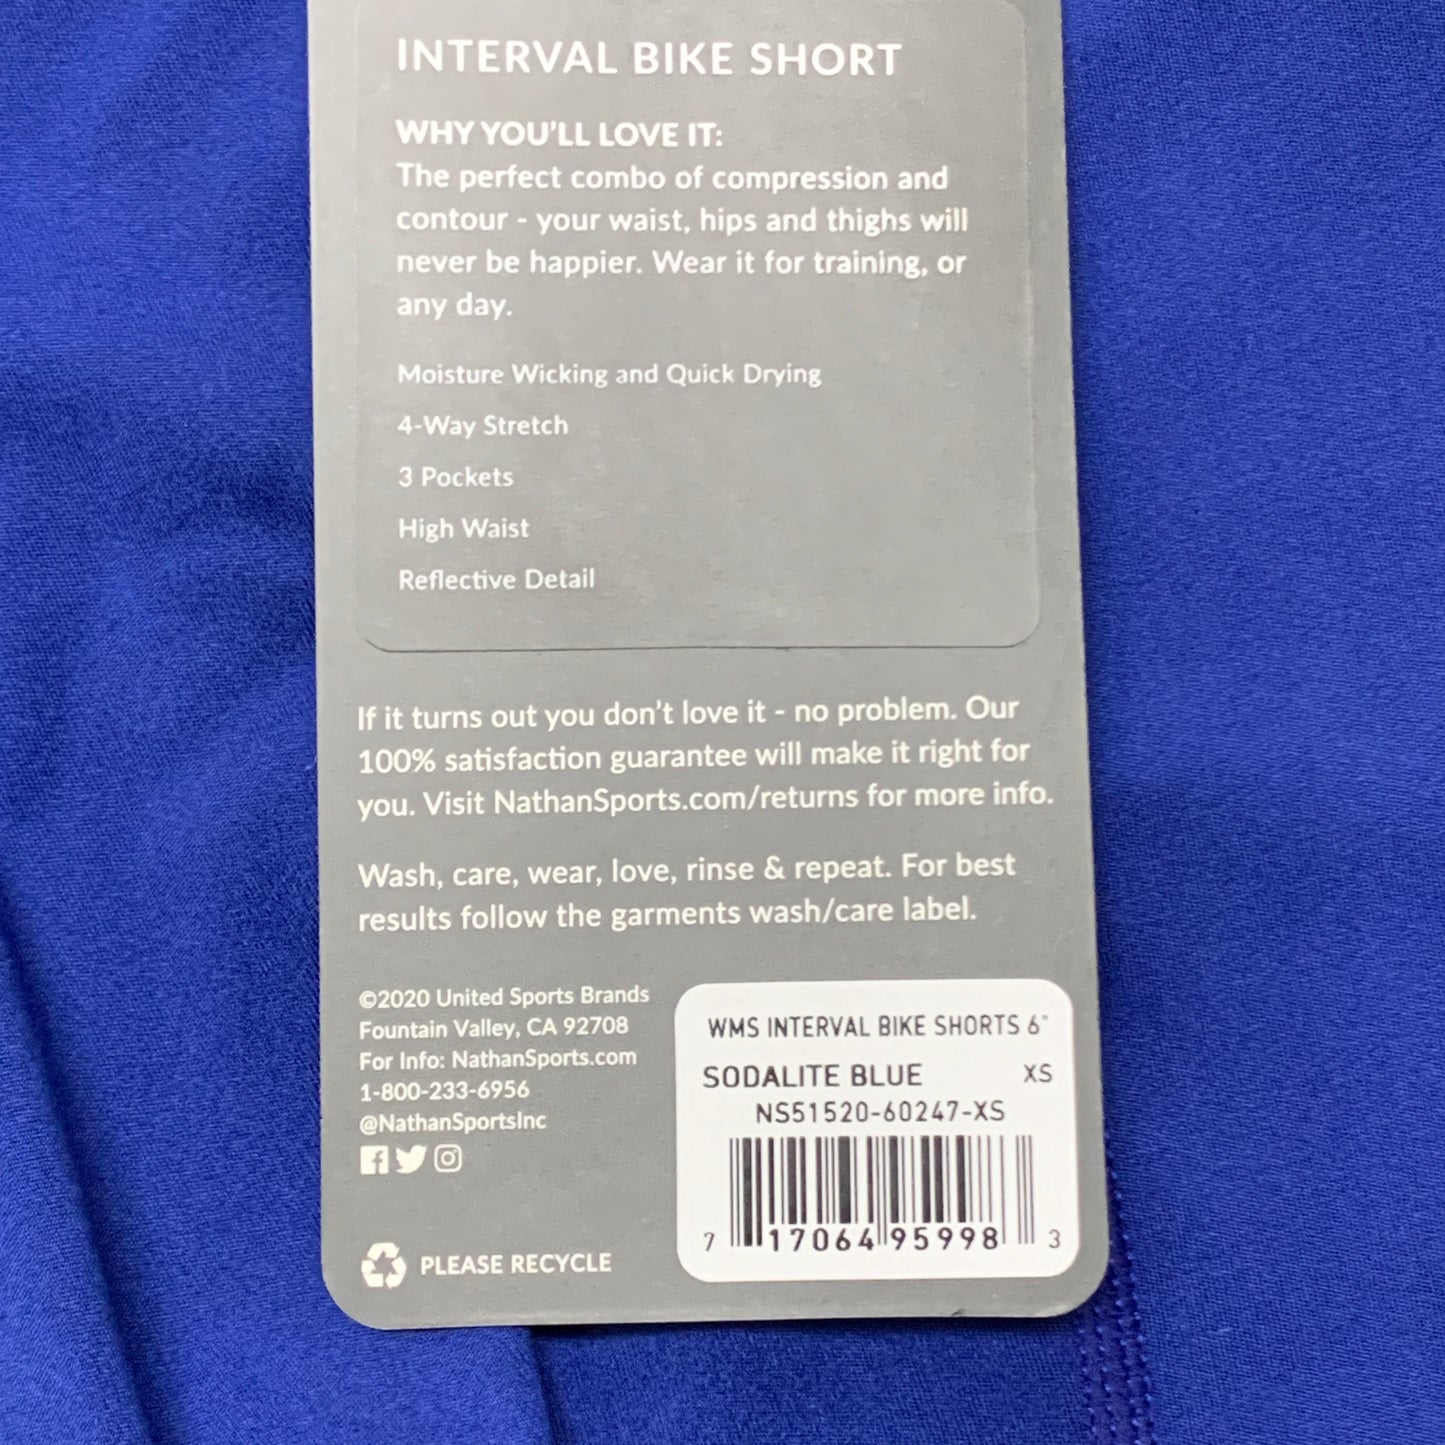 INTERVAL BIKE SHORT
WHY YOU'LL LOVE IT:
The perfect combo of compression and
contour - your waist, hips and thighs will
never be happier. Wear it for training, or
any day.
Moisture Wicking and Quick Drying
4-Way Stretch
3 Pockets
High Waist
Reflective Detail
If it turns out you don't love it - no problem. Our
100% satisfaction guarantee will make it right for
you. Visit NathanSports.com/returns for more info.
Wash, care, wear, love, rinse & repeat. For best
results follow the garments wash/care label.
©2020 United Sports Brands
Fountain Valley, CA 92708
For Info: NathanSports.com
1-800-233-6956
@NathanSportsInc
PLEASE RECYCLE
WMS INTERVAL BIKE SHORTS 6"
SODALITE BLUE XS
NS51520-60247-XS
7 17064 95998 3